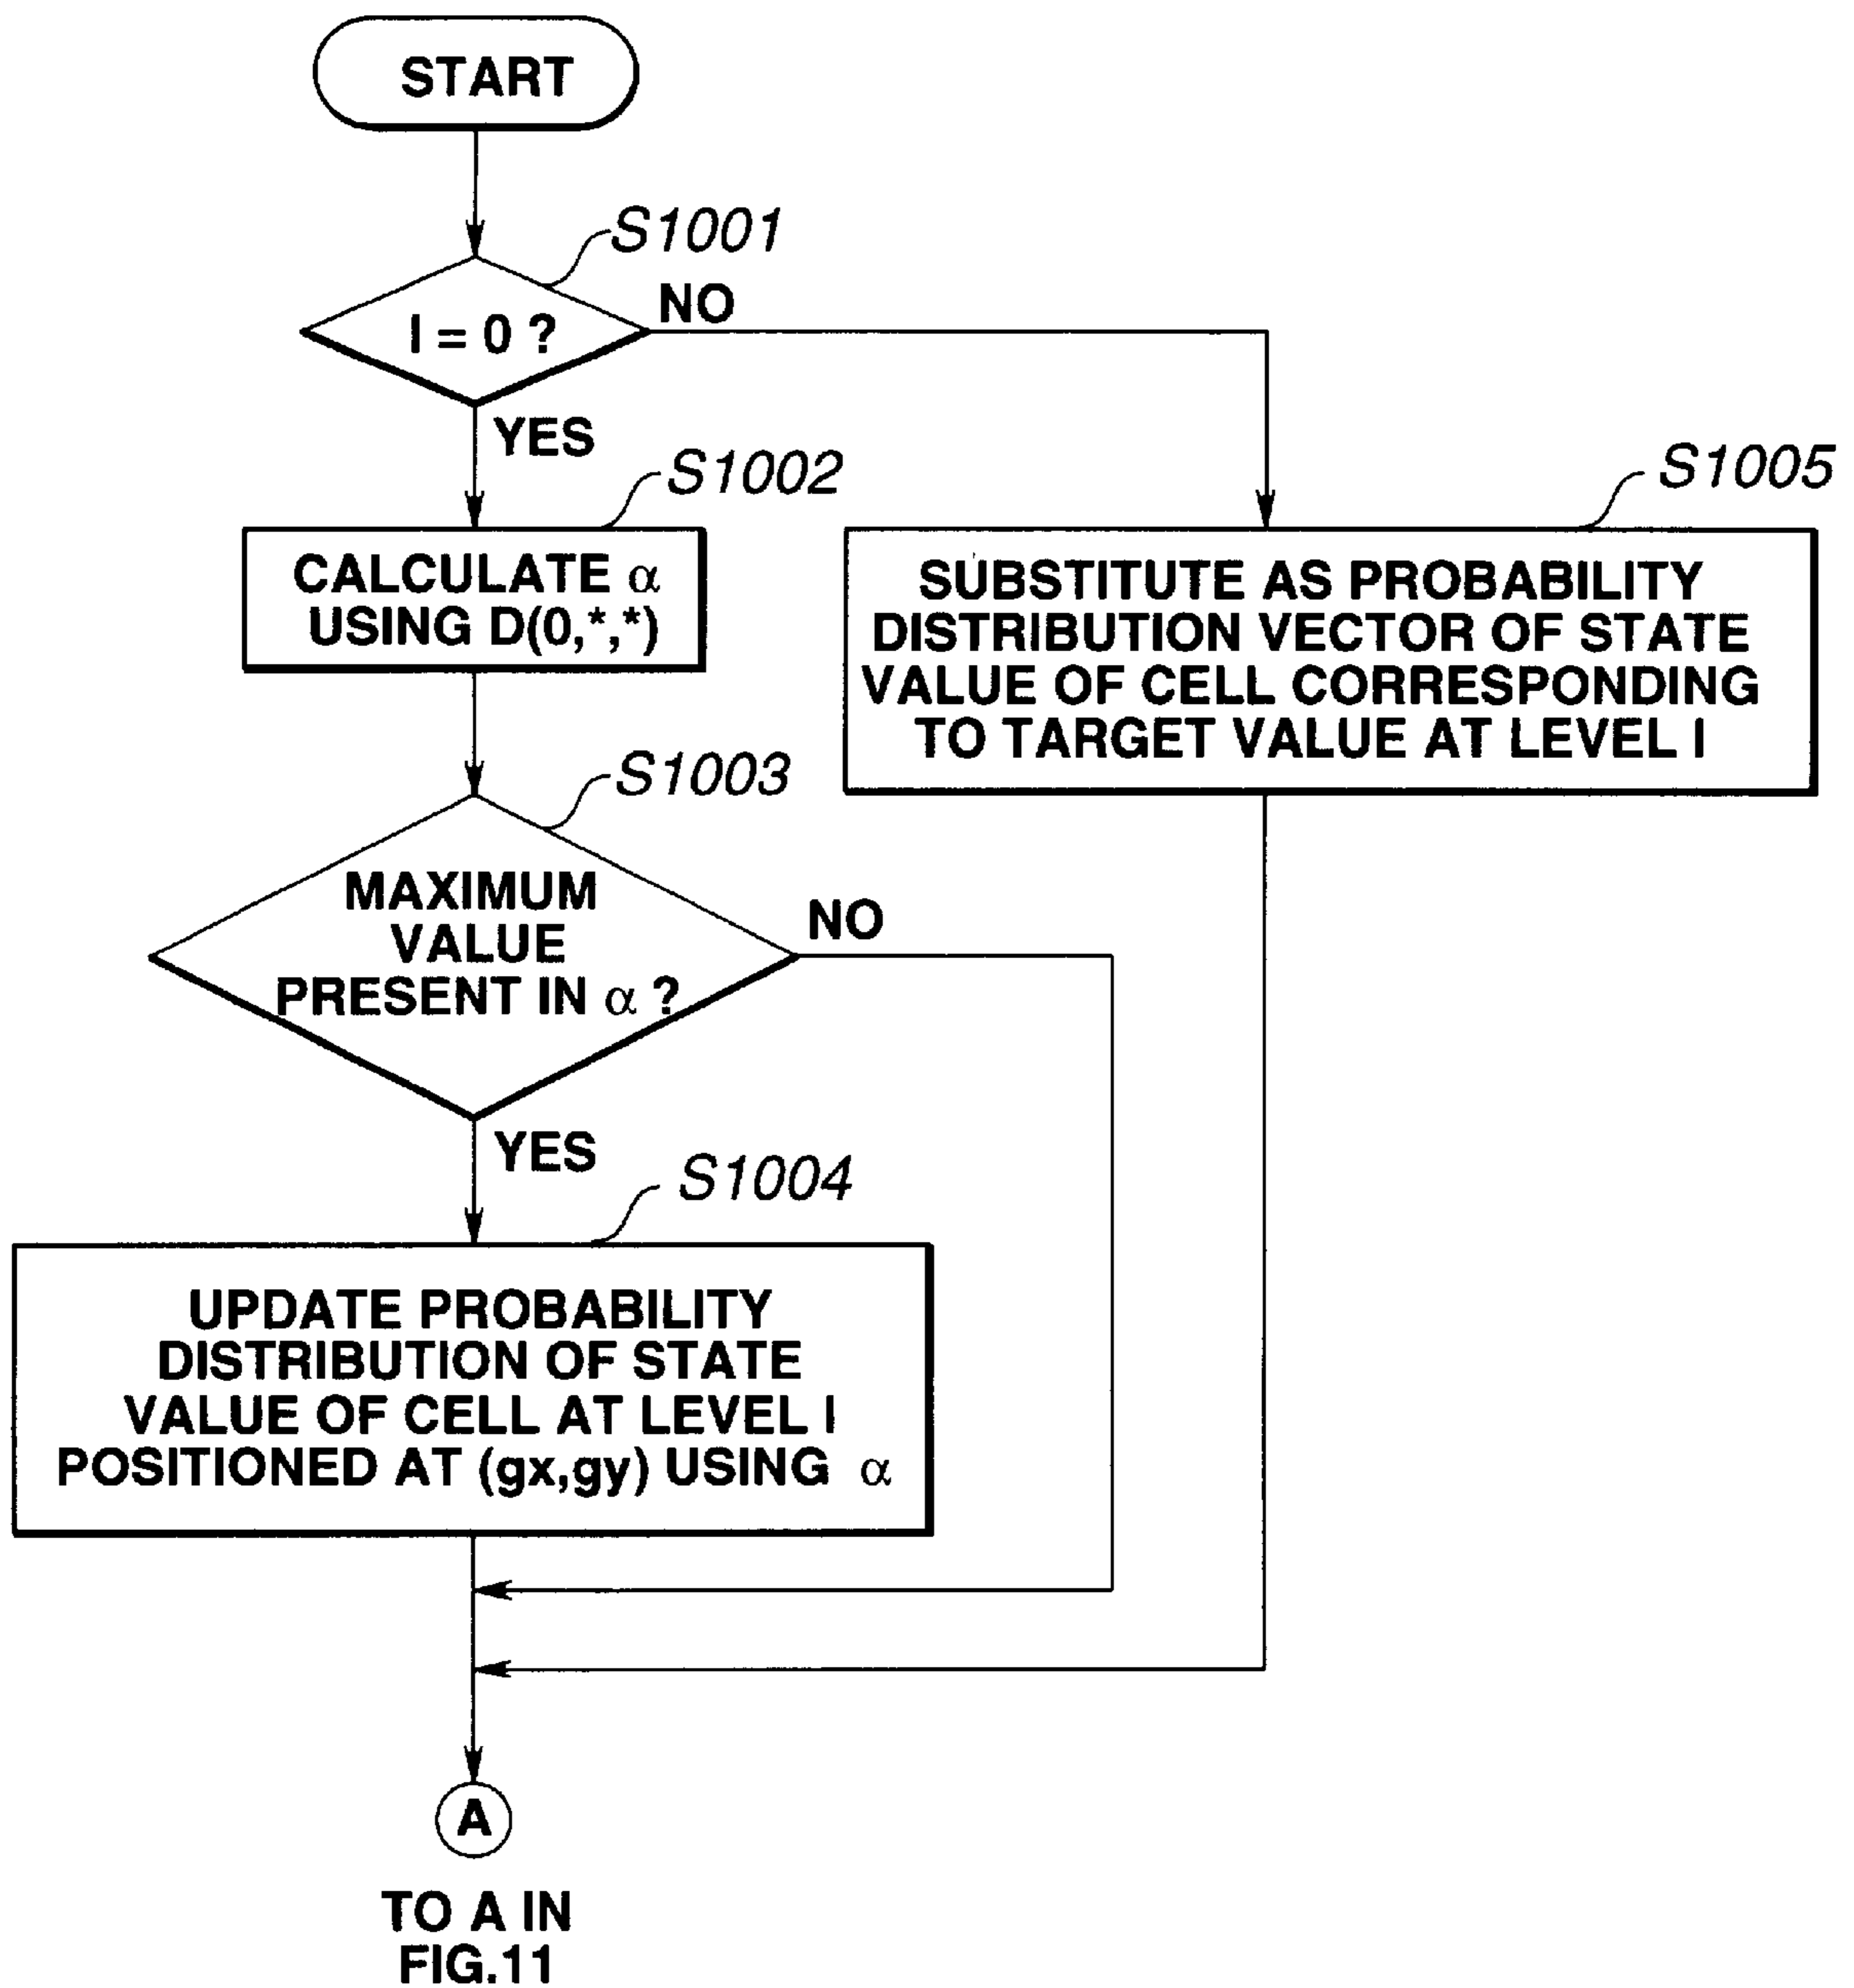 START
S1001
I = 0 ?
NO
YES
S1002
CALCULATE α
USING D(0,*,*)
S1005
SUBSTITUTE AS PROBABILITY
DISTRIBUTION VECTOR OF STATE
VALUE OF CELL CORRESPONDING
TO TARGET VALUE AT LEVEL I
S1003
MAXIMUM
VALUE
PRESENT IN α ?
NO
YES
S1004
UPDATE PROBABILITY
DISTRIBUTION OF STATE
VALUE OF CELL AT LEVEL I
POSITIONED AT (gx,gy) USING α
A
TO A IN
FIG.11